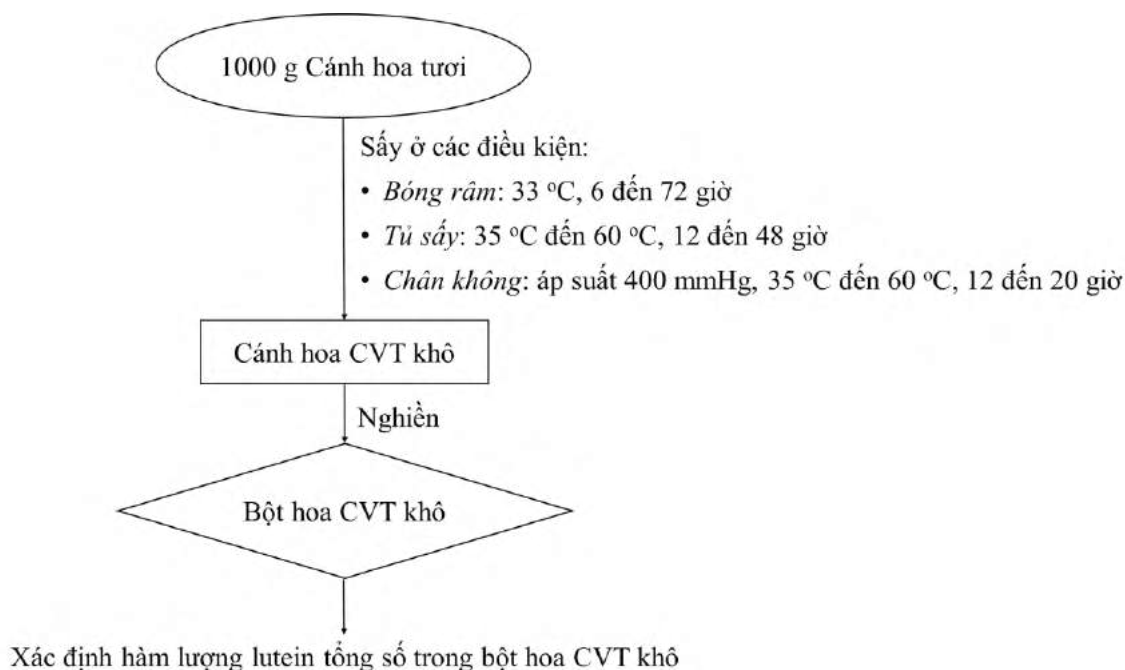 1000 g Cánh hoa tươi
Sấy ở các điều kiện:
• Bóng râm: 33 °C, 6 đến 72 giờ
• Tủ sấy: 35 °C đến 60 °C, 12 đến 48 giờ
• Chân không: áp suất 400 mmHg, 35 °C đến 60 °C, 12 đến 20 giờ
Cánh hoa CVT khô
Nghiền
Bột hoa CVT khô
Xác định hàm lượng lutein tổng số trong bột hoa CVT khô